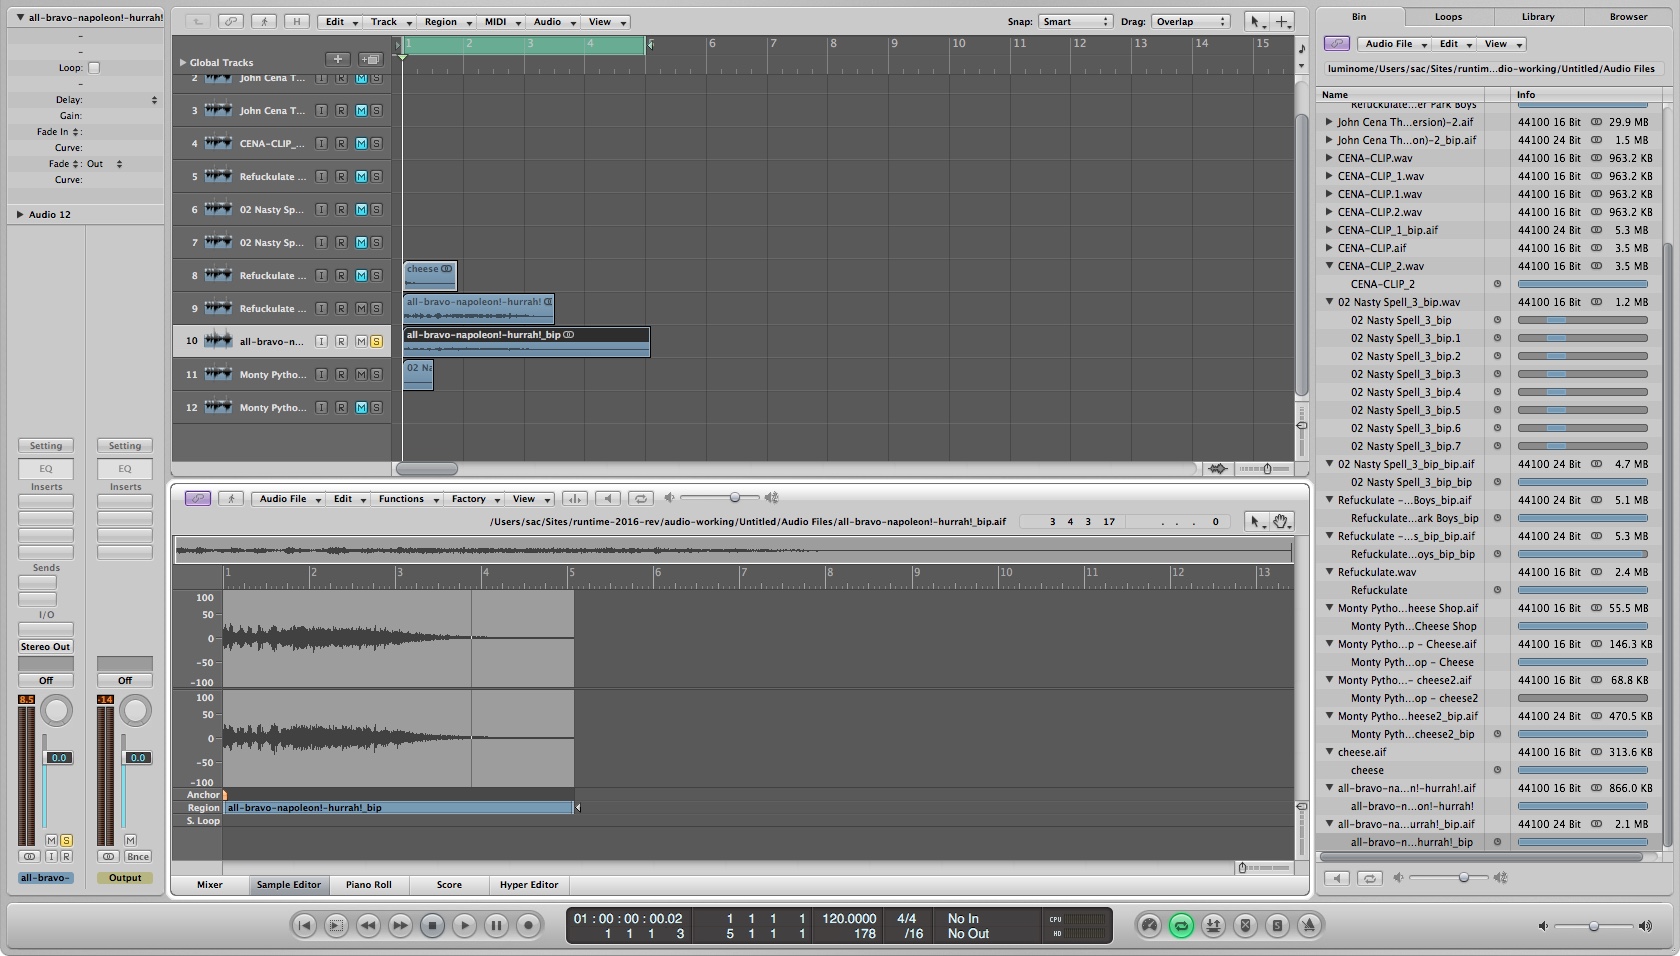 all-bravo-napoleon!-hurrah!
Loop:
Delay:
Gain:
Fade In :
Curve:
Fade : Out
Curve:
Audio 12
Setting Setting
EQ EQ
Inserts Inserts
Sends
I/O
Stereo Out
Off Off
8.5 -14
0.0 0.0
M S M
I R Bnce
all-bravo- Output
H Edit Track Region MIDI Audio View Snap: Smart Drag: Overlap
1 2 3 4 5 6 7 8 9 10 11 12 13 14 15
Global Tracks
2 John Cena T... I R M S
3 John Cena T... I R M S
4 CENA-CLIP_... I R M S
5 Refuckulate ... I R M S
6 02 Nasty Sp... I R M S
7 02 Nasty Sp... I R M S
8 Refuckulate ... I R M S cheese
9 Refuckulate ... I R M S all-bravo-napoleon!-hurrah!
10 all-bravo-n... I R M S all-bravo-napoleon!-hurrah!_bip
11 Monty Pytho... I R M S 02 Na
12 Monty Pytho... I R M S
Audio File Edit Functions Factory View
/Users/sac/Sites/runtime-2016-rev/audio-working/Untitled/Audio Files/all-bravo-napoleon!-hurrah!_bip.aif 3 4 3 17 . . . 0
1 2 3 4 5 6 7 8 9 10 11 12 13
100
50
0
-50
-100
100
50
0
-50
-100
Anchor
Region all-bravo-napoleon!-hurrah!_bip
S. Loop
Mixer Sample Editor Piano Roll Score Hyper Editor
Bin Loops Library Browser
Audio File Edit View
luminome/Users/sac/Sites/runtim...dio-working/Untitled/Audio Files
Name Info
Refuckulate...er Park Boys
John Cena Th...ersion)-2.aif 44100 16 Bit 29.9 MB
John Cena Th...on)-2_bip.aif 44100 24 Bit 1.5 MB
CENA-CLIP.wav 44100 16 Bit 963.2 KB
CENA-CLIP_1.wav 44100 16 Bit 963.2 KB
CENA-CLIP.1.wav 44100 16 Bit 963.2 KB
CENA-CLIP.2.wav 44100 16 Bit 963.2 KB
CENA-CLIP_1_bip.aif 44100 24 Bit 5.3 MB
CENA-CLIP.aif 44100 16 Bit 3.5 MB
CENA-CLIP_2.wav 44100 16 Bit 3.5 MB
CENA-CLIP_2
02 Nasty Spell_3_bip.wav 44100 16 Bit 1.2 MB
02 Nasty Spell_3_bip
02 Nasty Spell_3_bip.1
02 Nasty Spell_3_bip.2
02 Nasty Spell_3_bip.3
02 Nasty Spell_3_bip.4
02 Nasty Spell_3_bip.5
02 Nasty Spell_3_bip.6
02 Nasty Spell_3_bip.7
02 Nasty Spell_3_bip_bip.aif 44100 24 Bit 4.7 MB
02 Nasty Spell_3_bip_bip
Refuckulate -...Boys_bip.aif 44100 24 Bit 5.1 MB
Refuckulate...ark Boys_bip
Refuckulate -...s_bip_bip.aif 44100 24 Bit 5.3 MB
Refuckulate...oys_bip_bip
Refuckulate.wav 44100 16 Bit 2.4 MB
Refuckulate
Monty Pytho...heese Shop.aif 44100 16 Bit 55.5 MB
Monty Pyth...Cheese Shop
Monty Pytho...p - Cheese.aif 44100 16 Bit 146.3 KB
Monty Pyth...op - Cheese
Monty Pytho...- cheese2.aif 44100 16 Bit 68.8 KB
Monty Pyth...op - cheese2
Monty Pytho...heese2_bip.aif 44100 24 Bit 470.5 KB
Monty Pyth...cheese2_bip
cheese.aif 44100 16 Bit 313.6 KB
cheese
all-bravo-na...n!-hurrah!.aif 44100 16 Bit 866.0 KB
all-bravo-n...on!-hurrah!
all-bravo-na...urrah!_bip.aif 44100 24 Bit 2.1 MB
all-bravo-n...hurrah!_bip
01 : 00 : 00 : 00.02 1 1 1 1 120.0000 4/4 No In CPU
1 1 1 3 5 1 1 1 178 /16 No Out HD